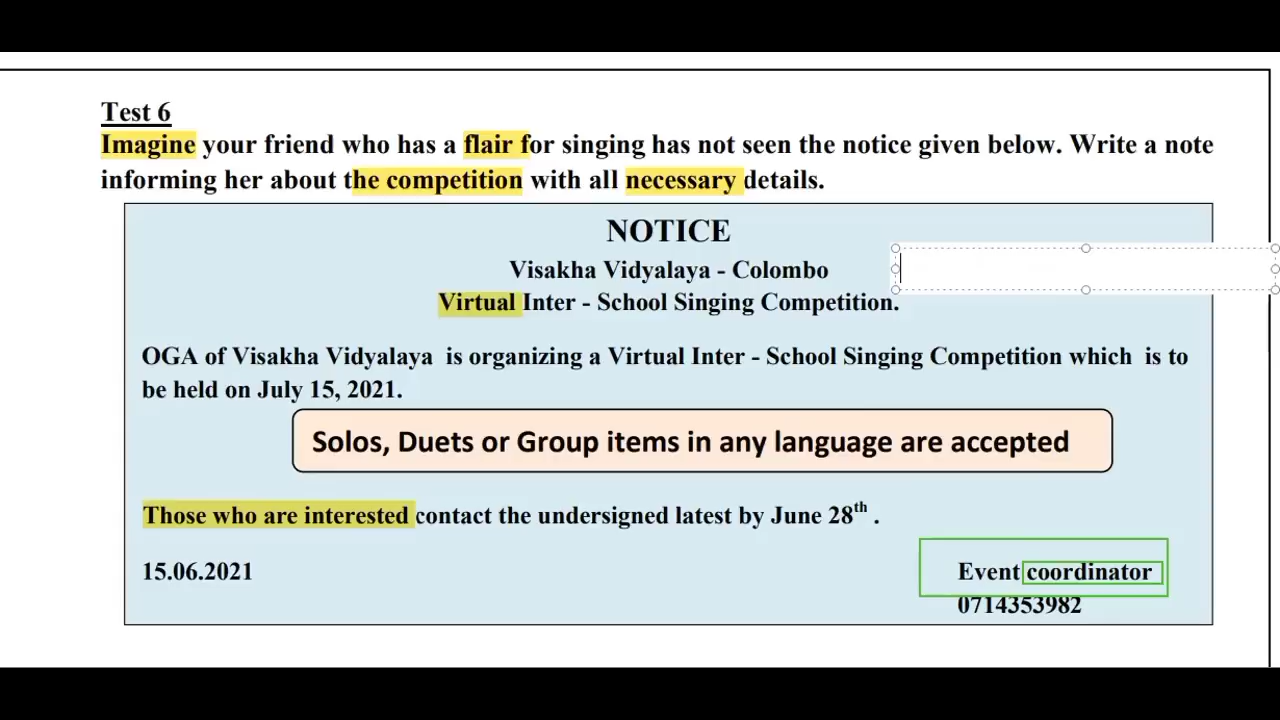 Test 6
Imagine your friend who has a flair for singing has not seen the notice given below. Write a note
informing her about the competition with all necessary details.
NOTICE
Visakha Vidyalaya - Colombo
Virtual Inter - School Singing Competition.
OGA of Visakha Vidyalaya is organizing a Virtual Inter - School Singing Competition which is to
be held on July 15, 2021.
Solos, Duets or Group items in any language are accepted
Those who are interested contact the undersigned latest by June 28th .
15.06.2021
Event coordinator
0714353982